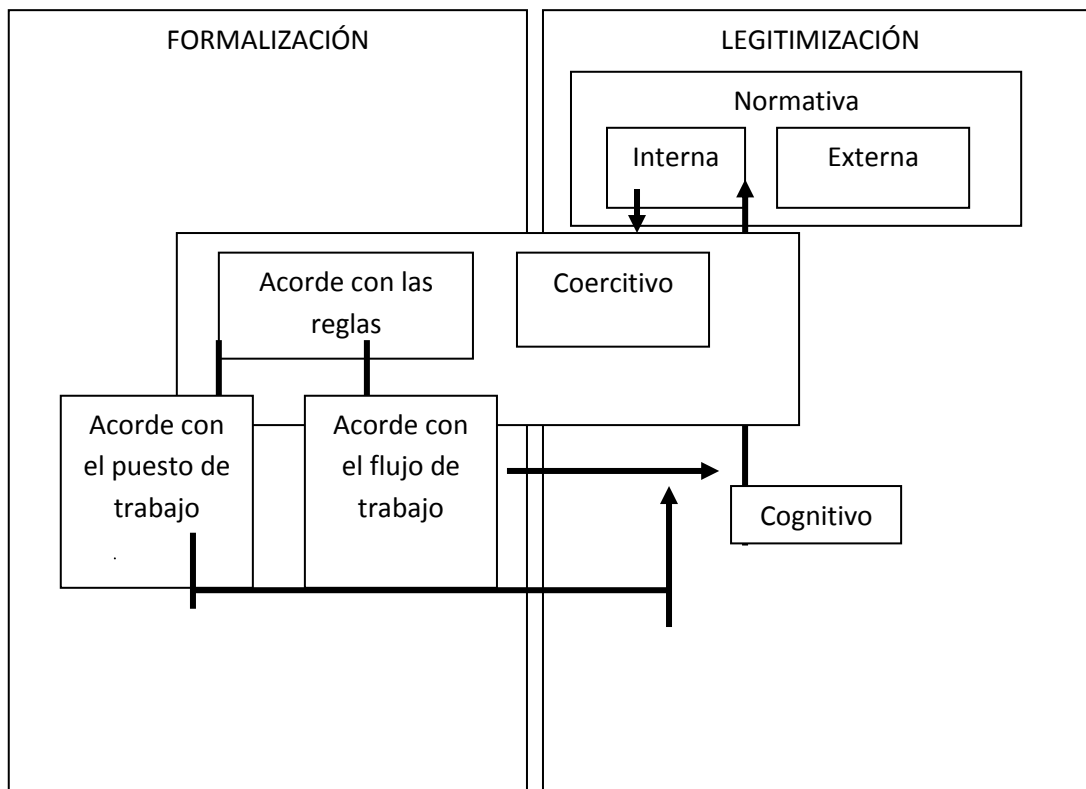 FORMALIZACIÓN
LEGITIMIZACIÓN
Normativa
Interna
Externa
Acorde con las
reglas
Coercitivo
Acorde con
el puesto de
trabajo
.
Acorde con
el flujo de
trabajo
Cognitivo